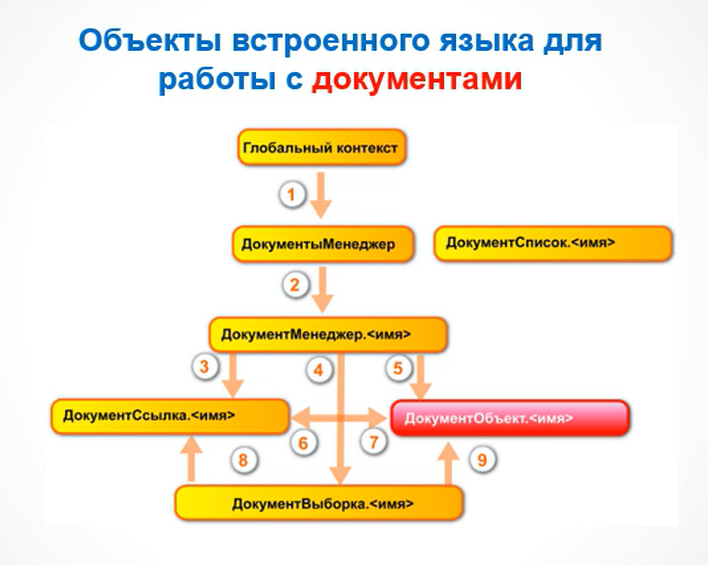 Объекты встроенного языка для
работы с документами
Глобальный контекст
1
ДокументыМенеджер
ДокументСписок.<имя>
2
ДокументМенеджер.<имя>
3
4
5
ДокументСсылка.<имя>
ДокументОбъект.<имя>
6
7
8
9
ДокументВыборка.<имя>